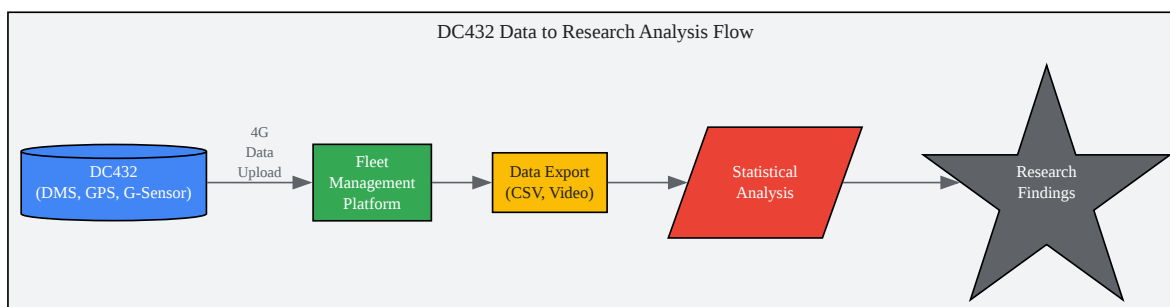 DC432 Data to Research Analysis Flow
DC432
(DMS, GPS, G-Sensor)
4G
Data
Upload
Fleet
Management
Platform
Data Export
(CSV, Video)
Statistical
Analysis
Research
Findings